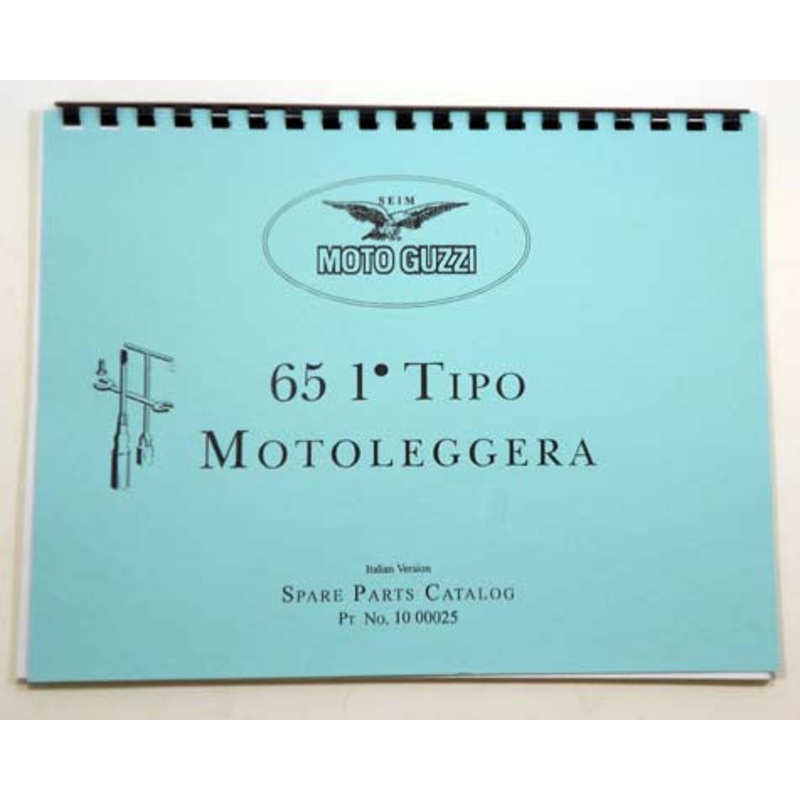 SEIM
MOTO GUZZI
65 1• TIPO
MOTOLEGGERA
Italian Version
SPARE PARTS CATALOG
PT NO. 10 00025